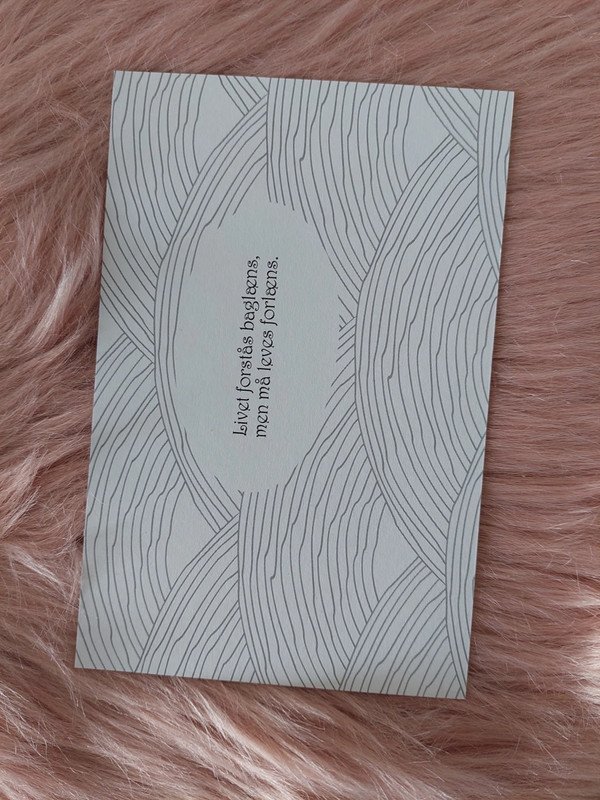 Livet forstås baglæns,
men må leves forlæns.